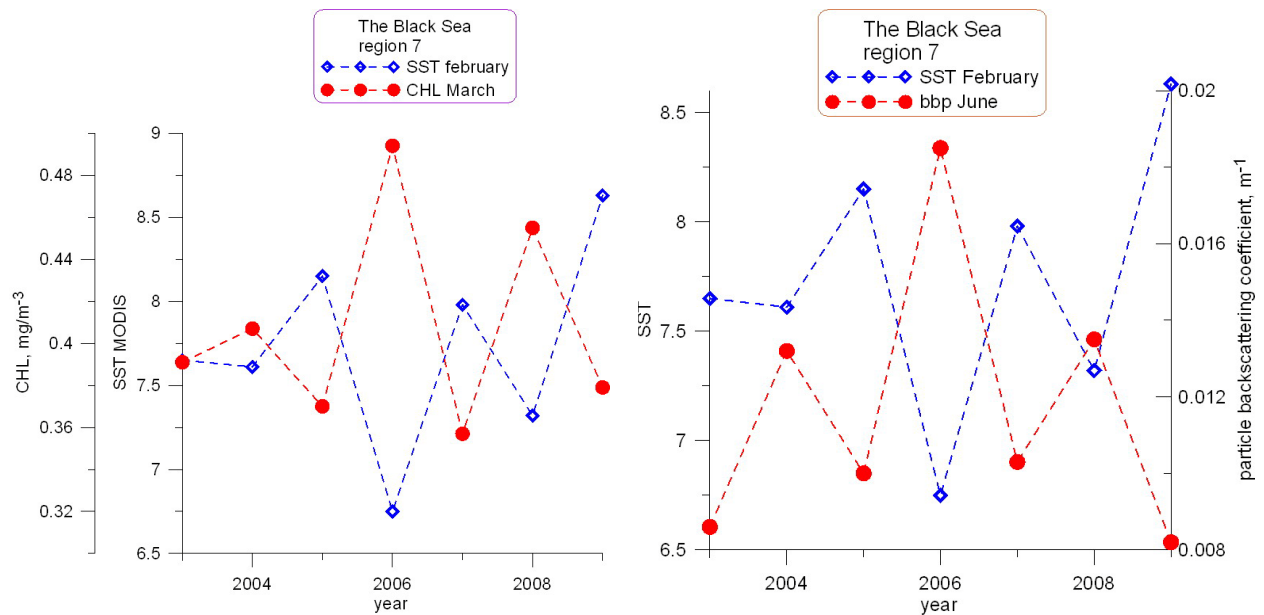 The Black Sea
region 7
SST february
CHL March
CHL, mg/m⁻³
0.48
0.44
0.4
0.36
0.32
SST MODIS
9
8.5
8
7.5
7
6.5
2004
2006
2008
year
The Black Sea
region 7
SST February
bbp June
SST
8.5
8
7.5
7
6.5
0.02
0.016
0.012
0.008
particle backscattering coefficient, m⁻¹
2004
2006
2008
year